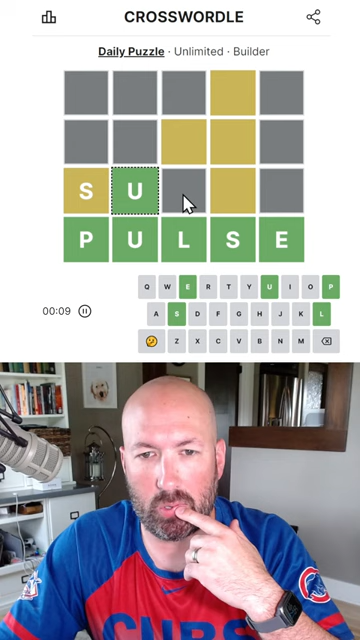 CROSSWORDLE
Daily Puzzle · Unlimited · Builder
S U
P U L S E
Q W E R T Y U I O P
00:09
A S D F G H J K L
Z X C V B N M
C
CUBS